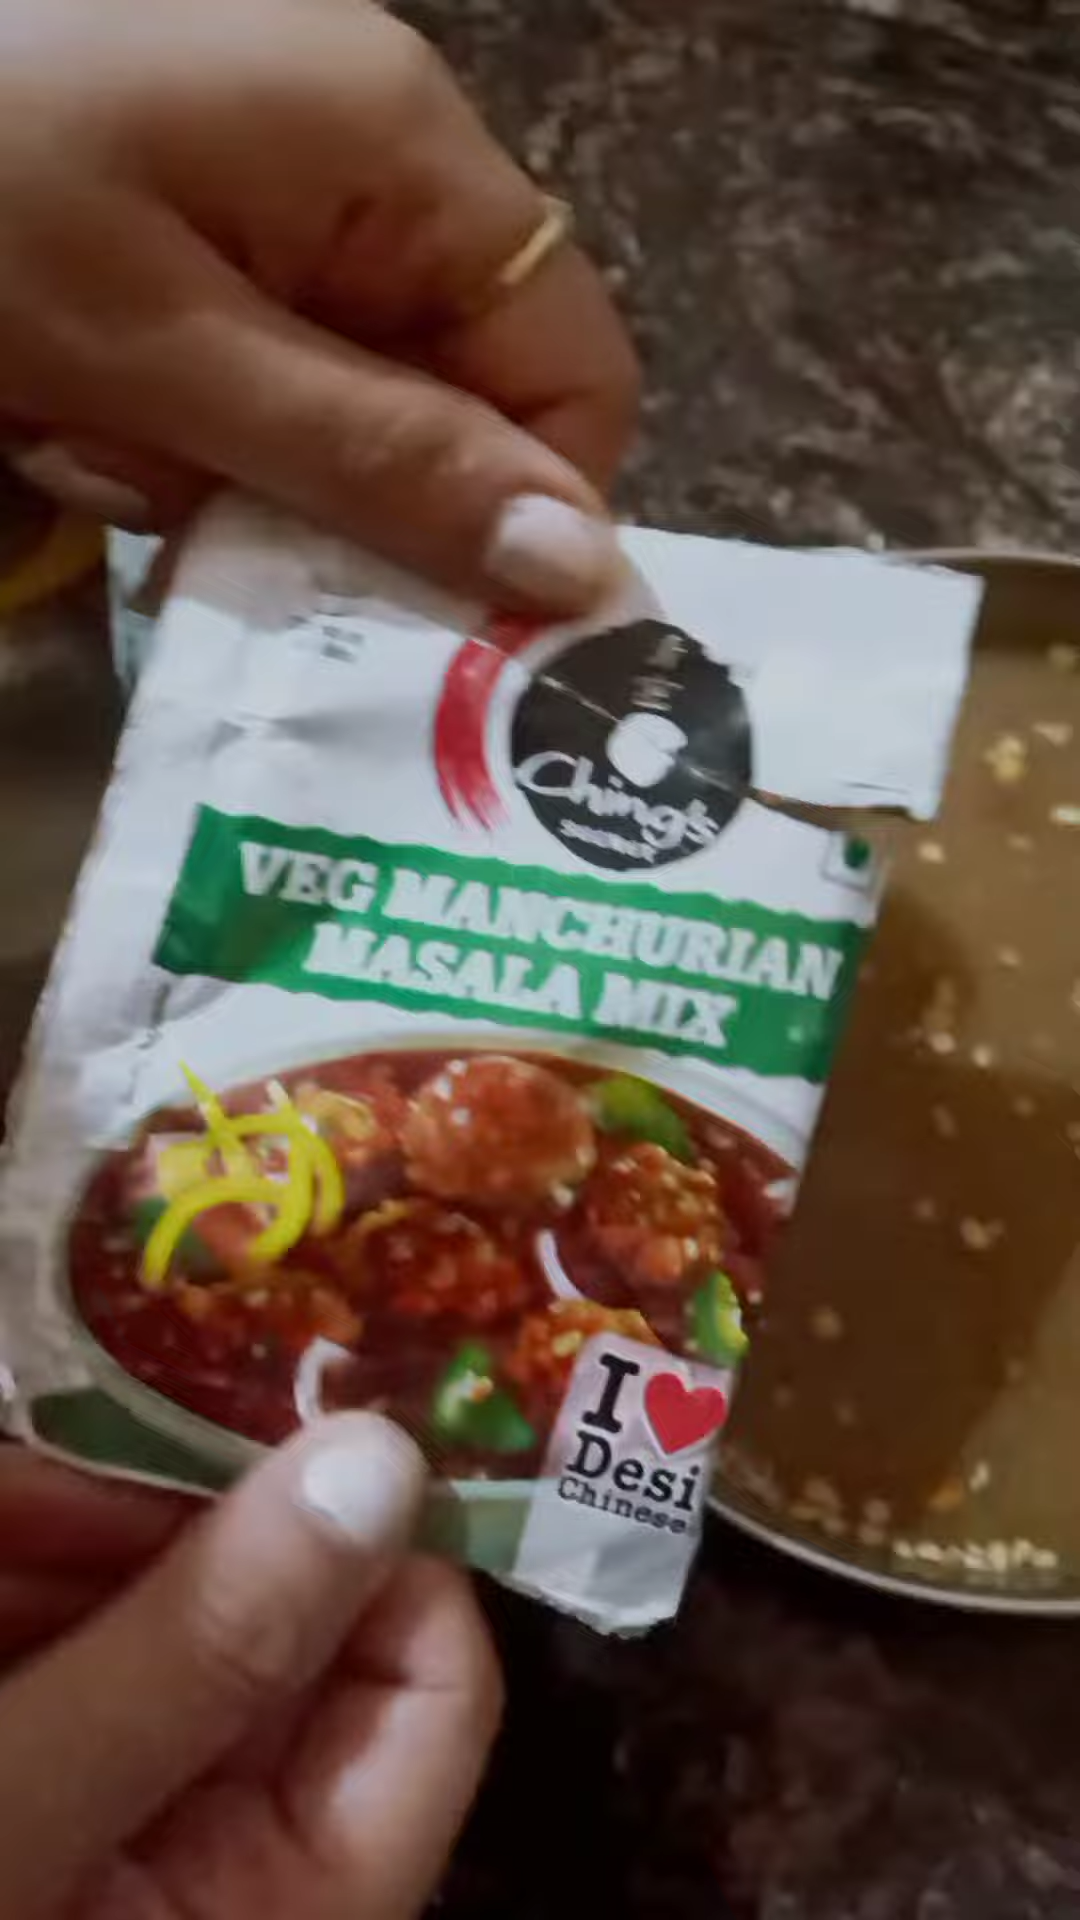 Ching's
SECRET
VEG MANCHURIAN
MASALA MIX
I
Desi
Chinese